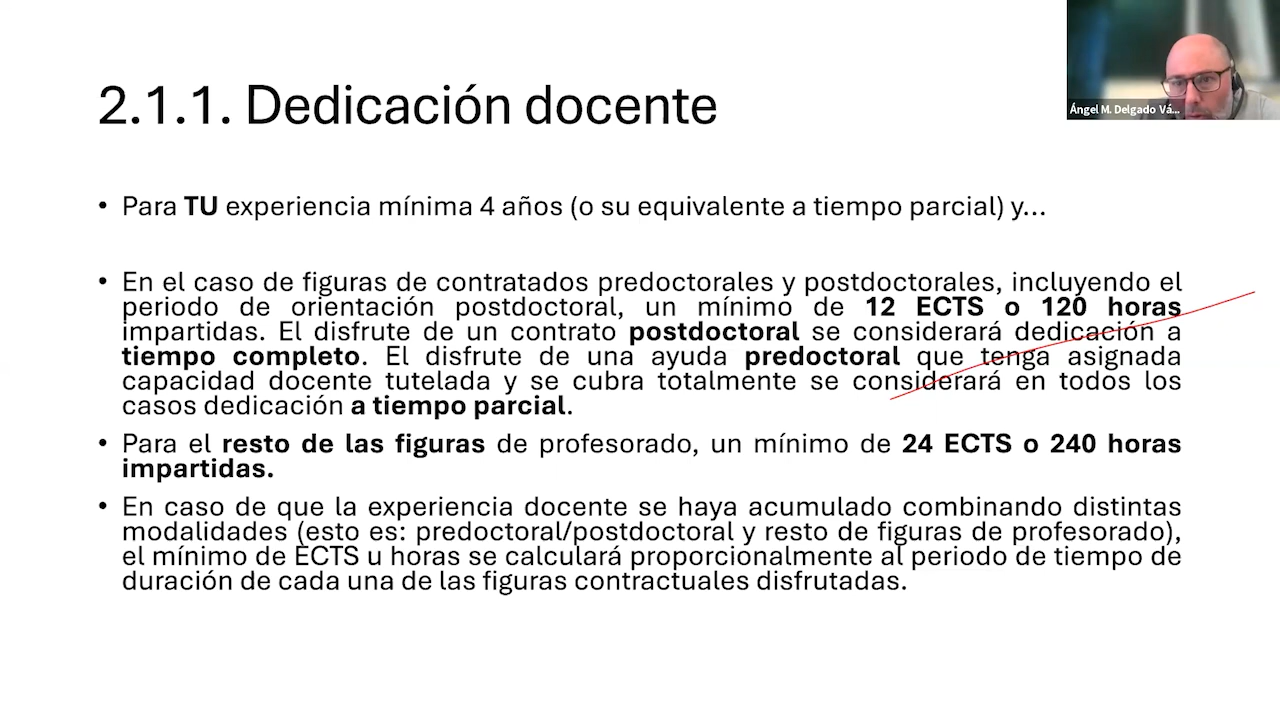 2.1.1. Dedicación docente
Ángel M. Delgado Vá...
• Para TU experiencia mínima 4 años (o su equivalente a tiempo parcial) y...
• En el caso de figuras de contratados predoctorales y postdoctorales, incluyendo el
periodo de orientación postdoctoral, un mínimo de 12 ECTS o 120 horas
impartidas. El disfrute de un contrato postdoctoral se considerará dedicación a
tiempo completo. El disfrute de una ayuda predoctoral que tenga asignada
capacidad docente tutelada y se cubra totalmente se considerará en todos los
casos dedicación a tiempo parcial.
• Para el resto de las figuras de profesorado, un mínimo de 24 ECTS o 240 horas
impartidas.
• En caso de que la experiencia docente se haya acumulado combinando distintas
modalidades (esto es: predoctoral/postdoctoral y resto de figuras de profesorado),
el mínimo de ECTS u horas se calculará proporcionalmente al periodo de tiempo de
duración de cada una de las figuras contractuales disfrutadas.